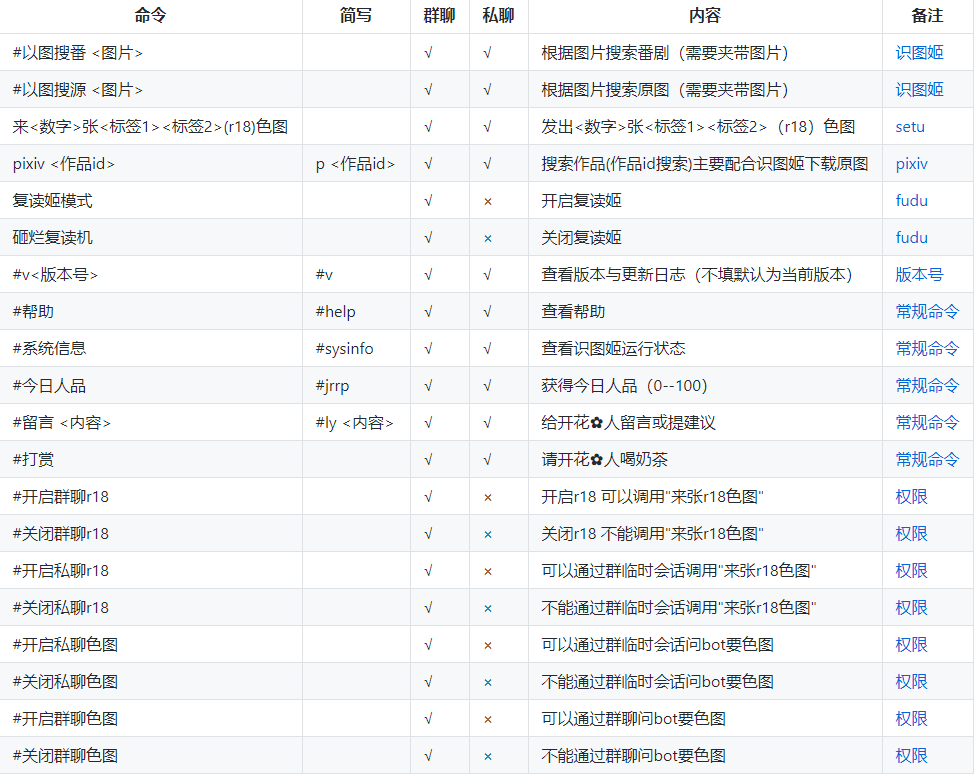 命令 简写 群聊 私聊 内容 备注
#以图搜番 <图片> √ √ 根据图片搜索番剧（需要夹带图片） 识图姬
#以图搜源 <图片> √ √ 根据图片搜索原图（需要夹带图片） 识图姬
来<数字>张<标签1><标签2>(r18)色图 √ √ 发出<数字>张<标签1><标签2>（r18）色图 setu
pixiv <作品id> p <作品id> √ √ 搜索作品(作品id搜索)主要配合识图姬下载原图 pixiv
复读姬模式 √ × 开启复读姬 fudu
砸烂复读机 √ × 关闭复读姬 fudu
#v<版本号> #v √ √ 查看版本与更新日志（不填默认为当前版本） 版本号
#帮助 #help √ √ 查看帮助 常规命令
#系统信息 #sysinfo √ √ 查看识图姬运行状态 常规命令
#今日人品 #jrrp √ √ 获得今日人品（0--100） 常规命令
#留言 <内容> #ly <内容> √ √ 给开花✿人留言或提建议 常规命令
#打赏 √ √ 请开花✿人喝奶茶 常规命令
#开启群聊r18 √ × 开启r18 可以调用"来张r18色图" 权限
#关闭群聊r18 √ × 关闭r18 不能调用"来张r18色图" 权限
#开启私聊r18 √ × 可以通过群临时会话调用"来张r18色图" 权限
#关闭私聊r18 √ × 不能通过群临时会话调用"来张r18色图" 权限
#开启私聊色图 √ × 可以通过群临时会话问bot要色图 权限
#关闭私聊色图 √ × 不能通过群临时会话问bot要色图 权限
#开启群聊色图 √ × 可以通过群聊问bot要色图 权限
#关闭群聊色图 √ × 不能通过群聊问bot要色图 权限